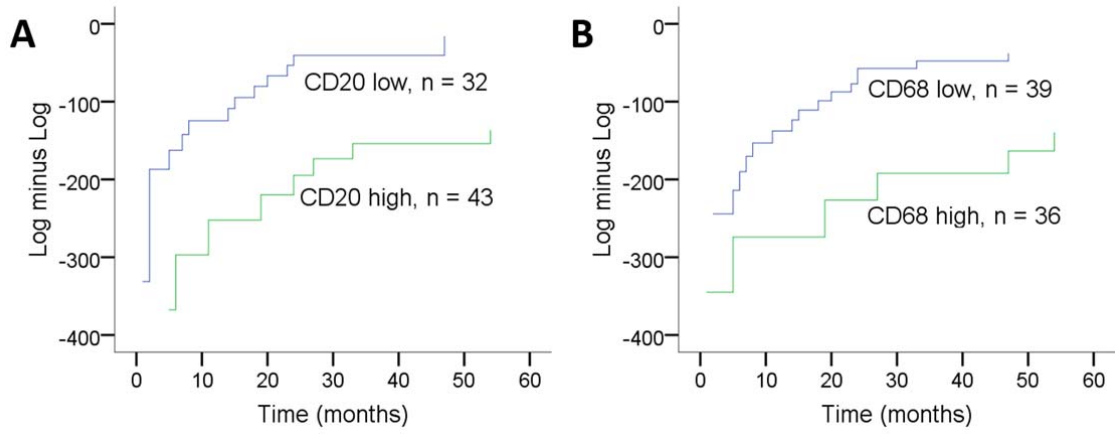 A
Log minus Log
0
-100
-200
-300
-400
CD20 low, n = 32
CD20 high, n = 43
0 10 20 30 40 50 60
Time (months)
B
Log minus Log
0
-100
-200
-300
-400
CD68 low, n = 39
CD68 high, n = 36
0 10 20 30 40 50 60
Time (months)